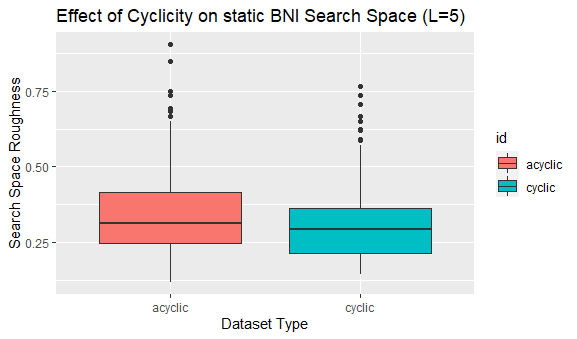 Effect of Cyclicity on static BNI Search Space (L=5)
Search Space Roughness
0.75
0.50
0.25
acyclic
cyclic
Dataset Type
id
acyclic
cyclic